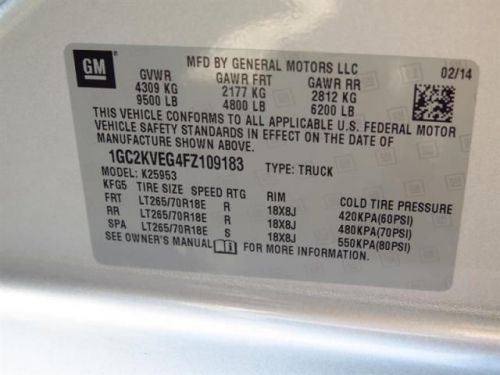 GM
MFD BY GENERAL MOTORS LLC 02/14
GVWR GAWR FRT GAWR RR
4309 KG 2177 KG 2812 KG
9500 LB 4800 LB 6200 LB
THIS VEHICLE CONFORMS TO ALL APPLICABLE U.S. FEDERAL MOTOR
VEHICLE SAFETY STANDARDS IN EFFECT ON THE DATE OF
MANUFACTURE SHOWN ABOVE.
1GC2KVEG4FZ109183 TYPE: TRUCK
MODEL: K25953
KFG5 TIRE SIZE SPEED RTG RIM COLD TIRE PRESSURE
FRT LT265/70R18E R 18X8J 420KPA(60PSI)
RR LT265/70R18E R 18X8J 480KPA(70PSI)
SPA LT265/70R18E S 18X8J 550KPA(80PSI)
SEE OWNER'S MANUAL FOR MORE INFORMATION.